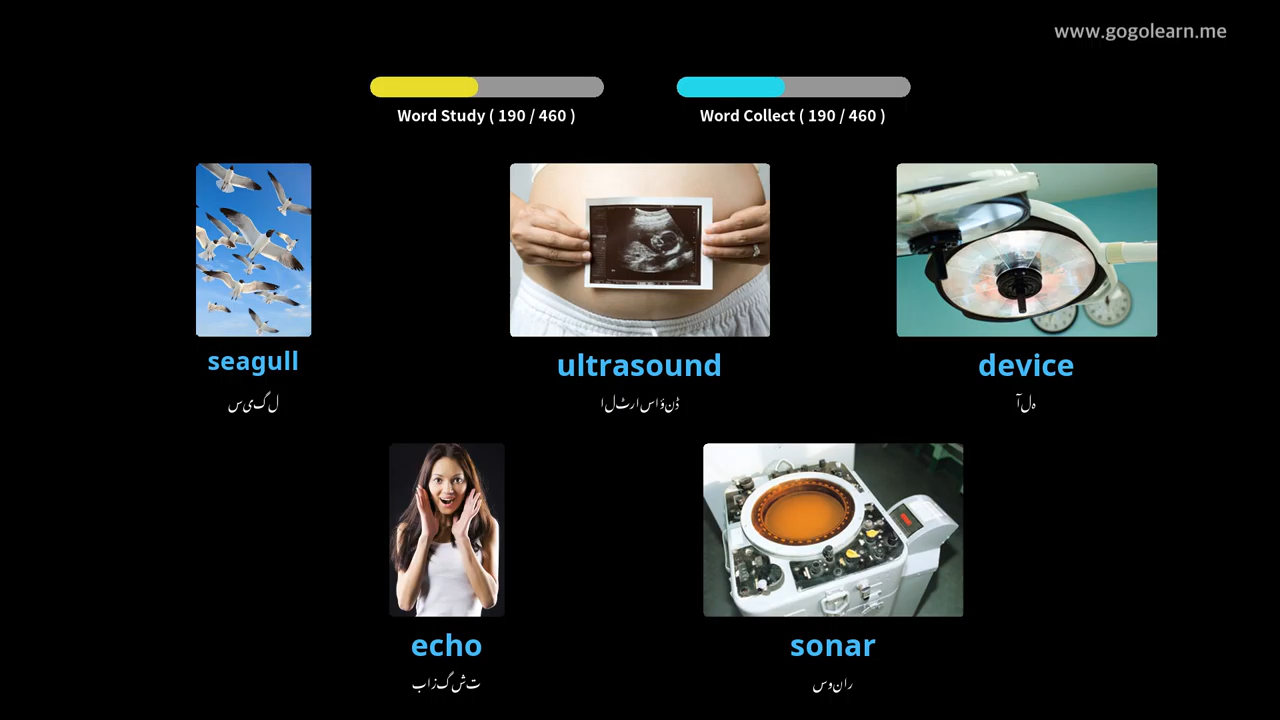 www.gogolearn.me
Word Study ( 190 / 460 )
Word Collect ( 190 / 460 )
seagull
سیگل
ultrasound
الٹراساؤنڈ
device
آلہ
echo
بازگشت
sonar
سونار